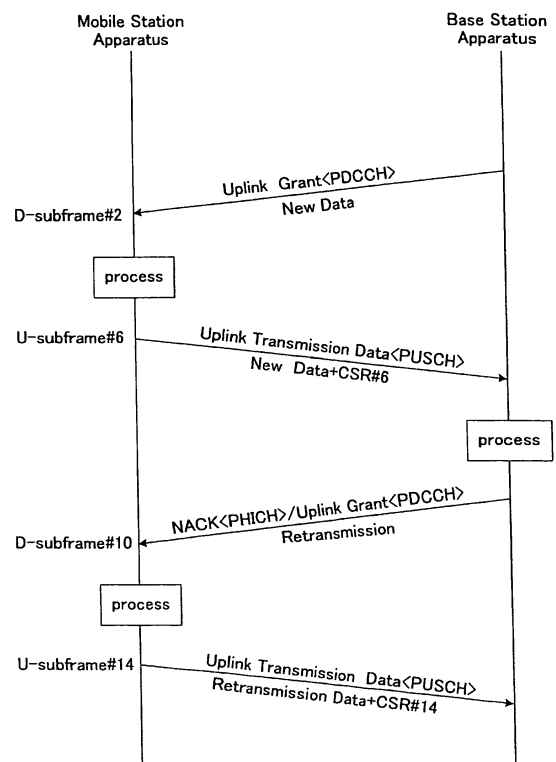 Mobile Station
Apparatus
Base Station
Apparatus
Uplink Grant<PDCCH>
New Data
D-subframe#2
process
U-subframe#6
Uplink Transmission Data<PUSCH>
New Data+CSR#6
process
NACK<PHICH>/Uplink Grant<PDCCH>
Retransmission
D-subframe#10
process
U-subframe#14
Uplink Transmission Data<PUSCH>
Retransmission Data+CSR#14